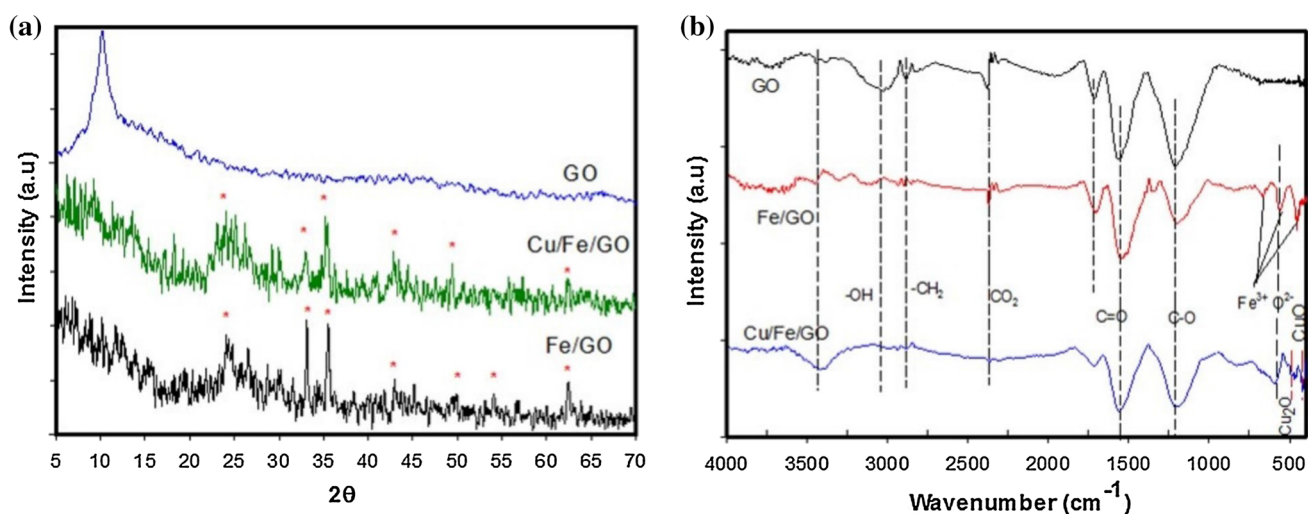 (a)
Intensity (a.u)
GO
* * * * * *
Cu/Fe/GO
* * * * * * *
Fe/GO
5 10 15 20 25 30 35 40 45 50 55 60 65 70
2θ
(b)
Intensity (a.u)
GO
Fe/GO
-OH
-CH₂
CO₂
C=O
C-O
Fe³⁺ O²⁻
CuO
Cu/Fe/GO
Cu₂O
4000 3500 3000 2500 2000 1500 1000 500
Wavenumber (cm⁻¹)